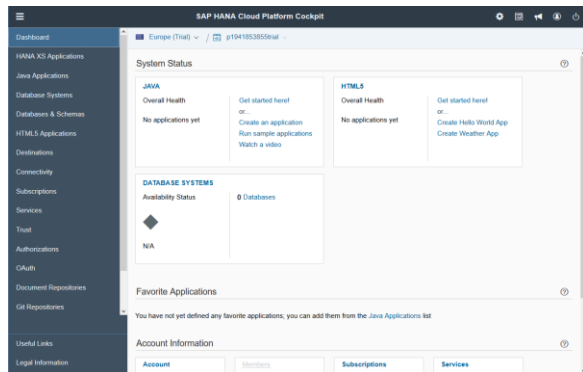 SAP HANA Cloud Platform Cockpit
Dashboard
HANA XS Applications
Java Applications
Database Systems
Databases & Schemas
HTML5 Applications
Destinations
Connectivity
Subscriptions
Services
Trust
Authorizations
OAuth
Document Repositories
Git Repositories
Useful Links
Legal Information
Europe (Trial) / p1941853855trial
System Status
JAVA
Overall Health
No applications yet
Get started here!
or...
Create an application
Run sample applications
Watch a video
HTML5
Overall Health
No applications yet
Get started here!
or...
Create Hello World App
Create Weather App
DATABASE SYSTEMS
Availability Status
N/A
0 Databases
Favorite Applications
You have not yet defined any favorite applications; you can add them from the Java Applications list
Account Information
Account
Members
Subscriptions
Services